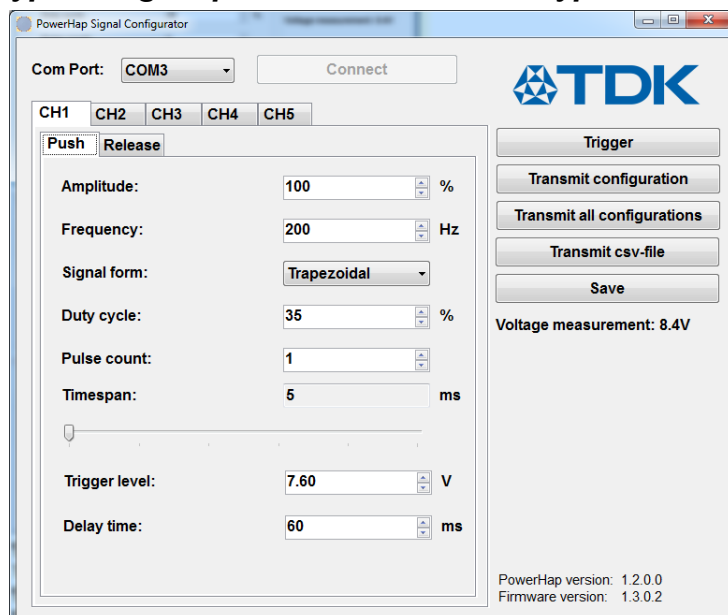 PowerHap Signal Configurator
Com Port: COM3 Connect
TDK
CH1 CH2 CH3 CH4 CH5
Push Release
Trigger
Amplitude: 100 %
Transmit configuration
Frequency: 200 Hz
Transmit all configurations
Signal form: Trapezoidal
Transmit csv-file
Save
Duty cycle: 35 %
Voltage measurement: 8.4V
Pulse count: 1
Timespan: 5 ms
Trigger level: 7.60 V
Delay time: 60 ms
PowerHap version: 1.2.0.0
Firmware version: 1.3.0.2